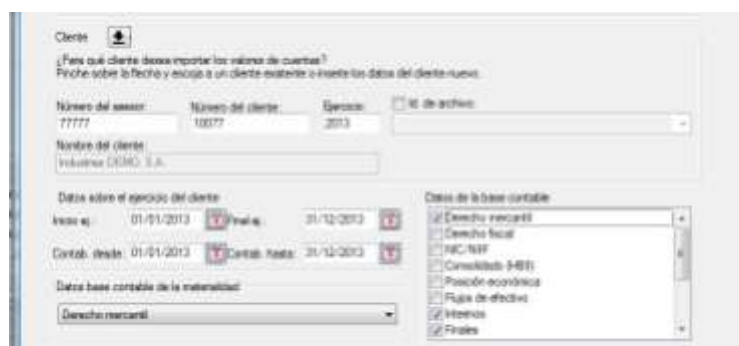 Cliente
¿Para qué cliente desea importar los valores de cuentas?
Pinche sobre la flecha y escoja a un cliente existente o inserte los datos del cliente nuevo.
Número del asesor: Número del cliente: Ejercicio: Id. de archivo:
77777 10077 2013
Nombre del cliente:
Industrias DEMO, S.A.
Datos sobre el ejercicio del cliente
Inicio ej.: 01/01/2013 Final ej.: 31/12/2013
Contab. desde: 01/01/2013 Contab. hasta: 31/12/2013
Datos base contable de la materialidad:
Derecho mercantil
Datos de la base contable
Derecho mercantil
Derecho fiscal
NIC/NIIF
Consolidado (HBII)
Posición económica
Flujos de efectivo
Internos
Finales